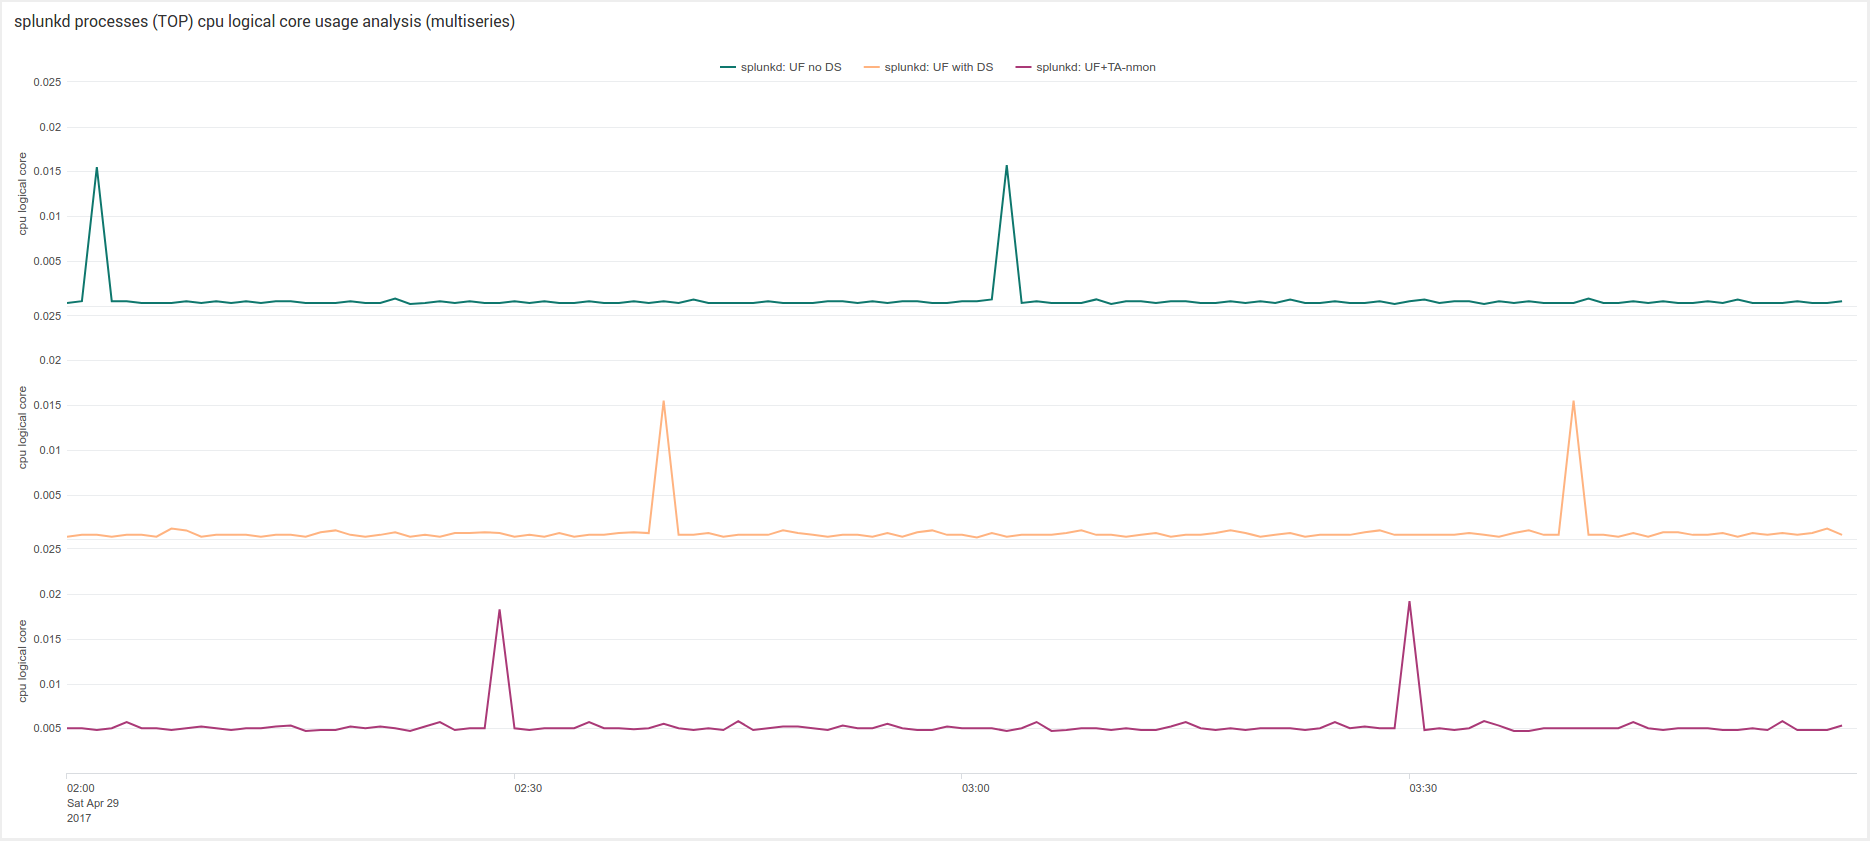 splunkd processes (TOP) cpu logical core usage analysis (multiseries)
splunkd: UF no DS splunkd: UF with DS splunkd: UF+TA-nmon
cpu logical core
0.025
0.02
0.015
0.01
0.005
cpu logical core
0.025
0.02
0.015
0.01
0.005
cpu logical core
0.025
0.02
0.015
0.01
0.005
02:00 02:30 03:00 03:30
Sat Apr 29
2017